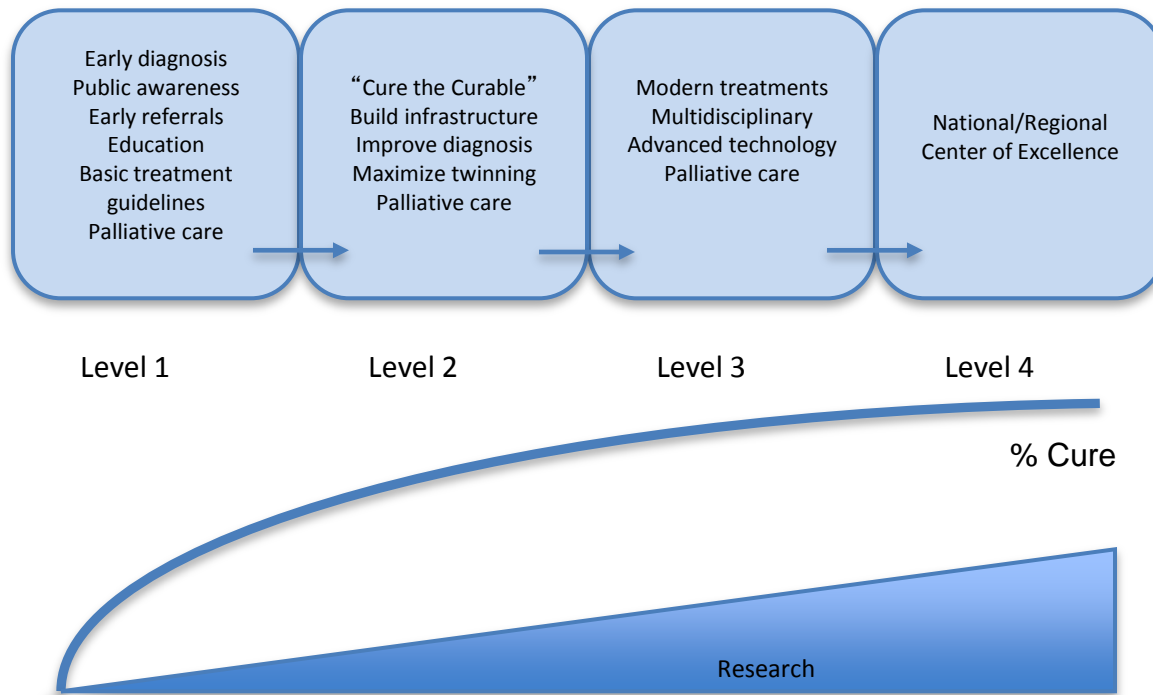 Early diagnosis
Public awareness
Early referrals
Education
Basic treatment
guidelines
Palliative care
“Cure the Curable”
Build infrastructure
Improve diagnosis
Maximize twinning
Palliative care
Modern treatments
Multidisciplinary
Advanced technology
Palliative care
National/Regional
Center of Excellence
Level 1
Level 2
Level 3
Level 4
% Cure
Research